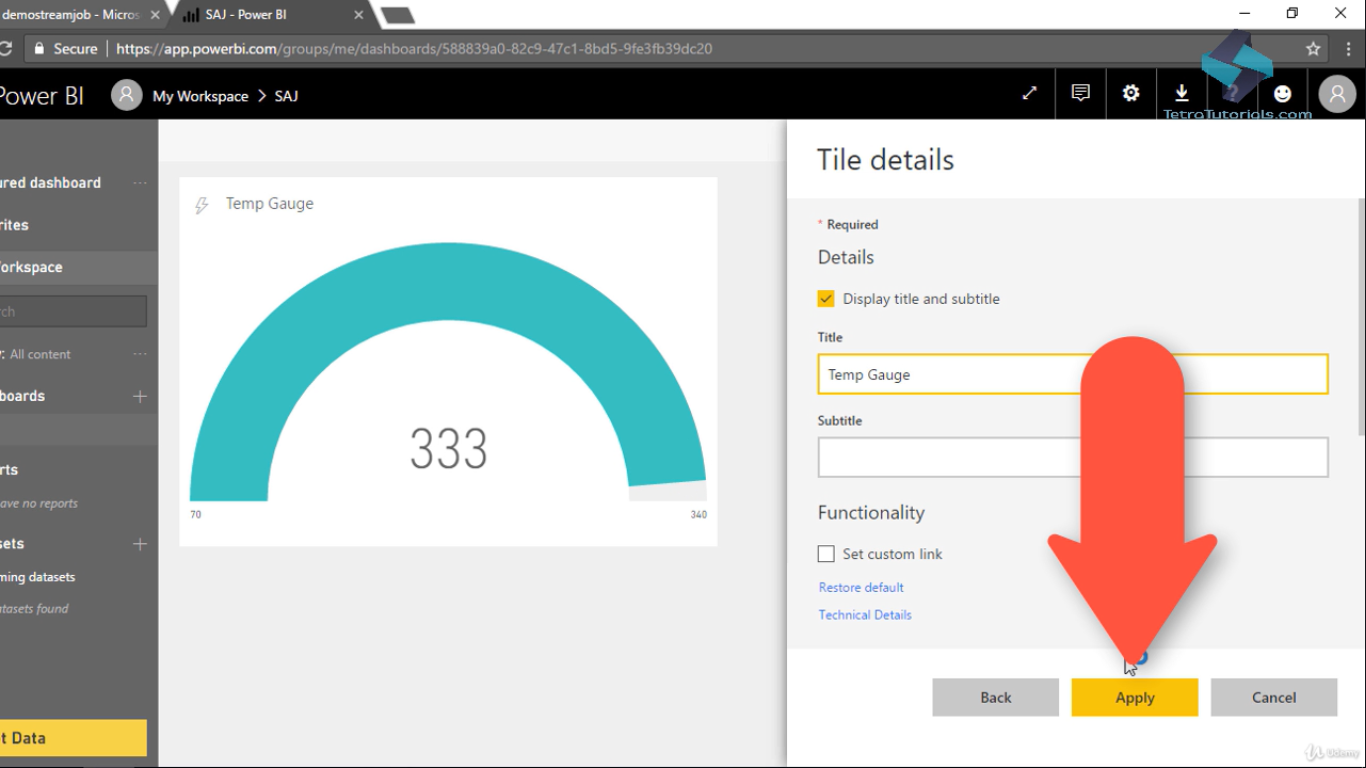 demostreamjob - Micros
SAJ - Power BI
Secure
https://app.powerbi.com/groups/me/dashboards/588839a0-82c9-47c1-8bd5-9fe3fb39dc20
Power BI
My Workspace > SAJ
?
TetraTutorials.com
ured dashboard
...
rites
orkspace
rch
y: All content
...
boards
+
rts
ave no reports
sets
+
ming datasets
atasets found
t Data
Temp Gauge
333
70
340
Tile details
* Required
Details
Display title and subtitle
Title
Temp Gauge
Subtitle
Functionality
Set custom link
Restore default
Technical Details
Back
Apply
Cancel
Udemy